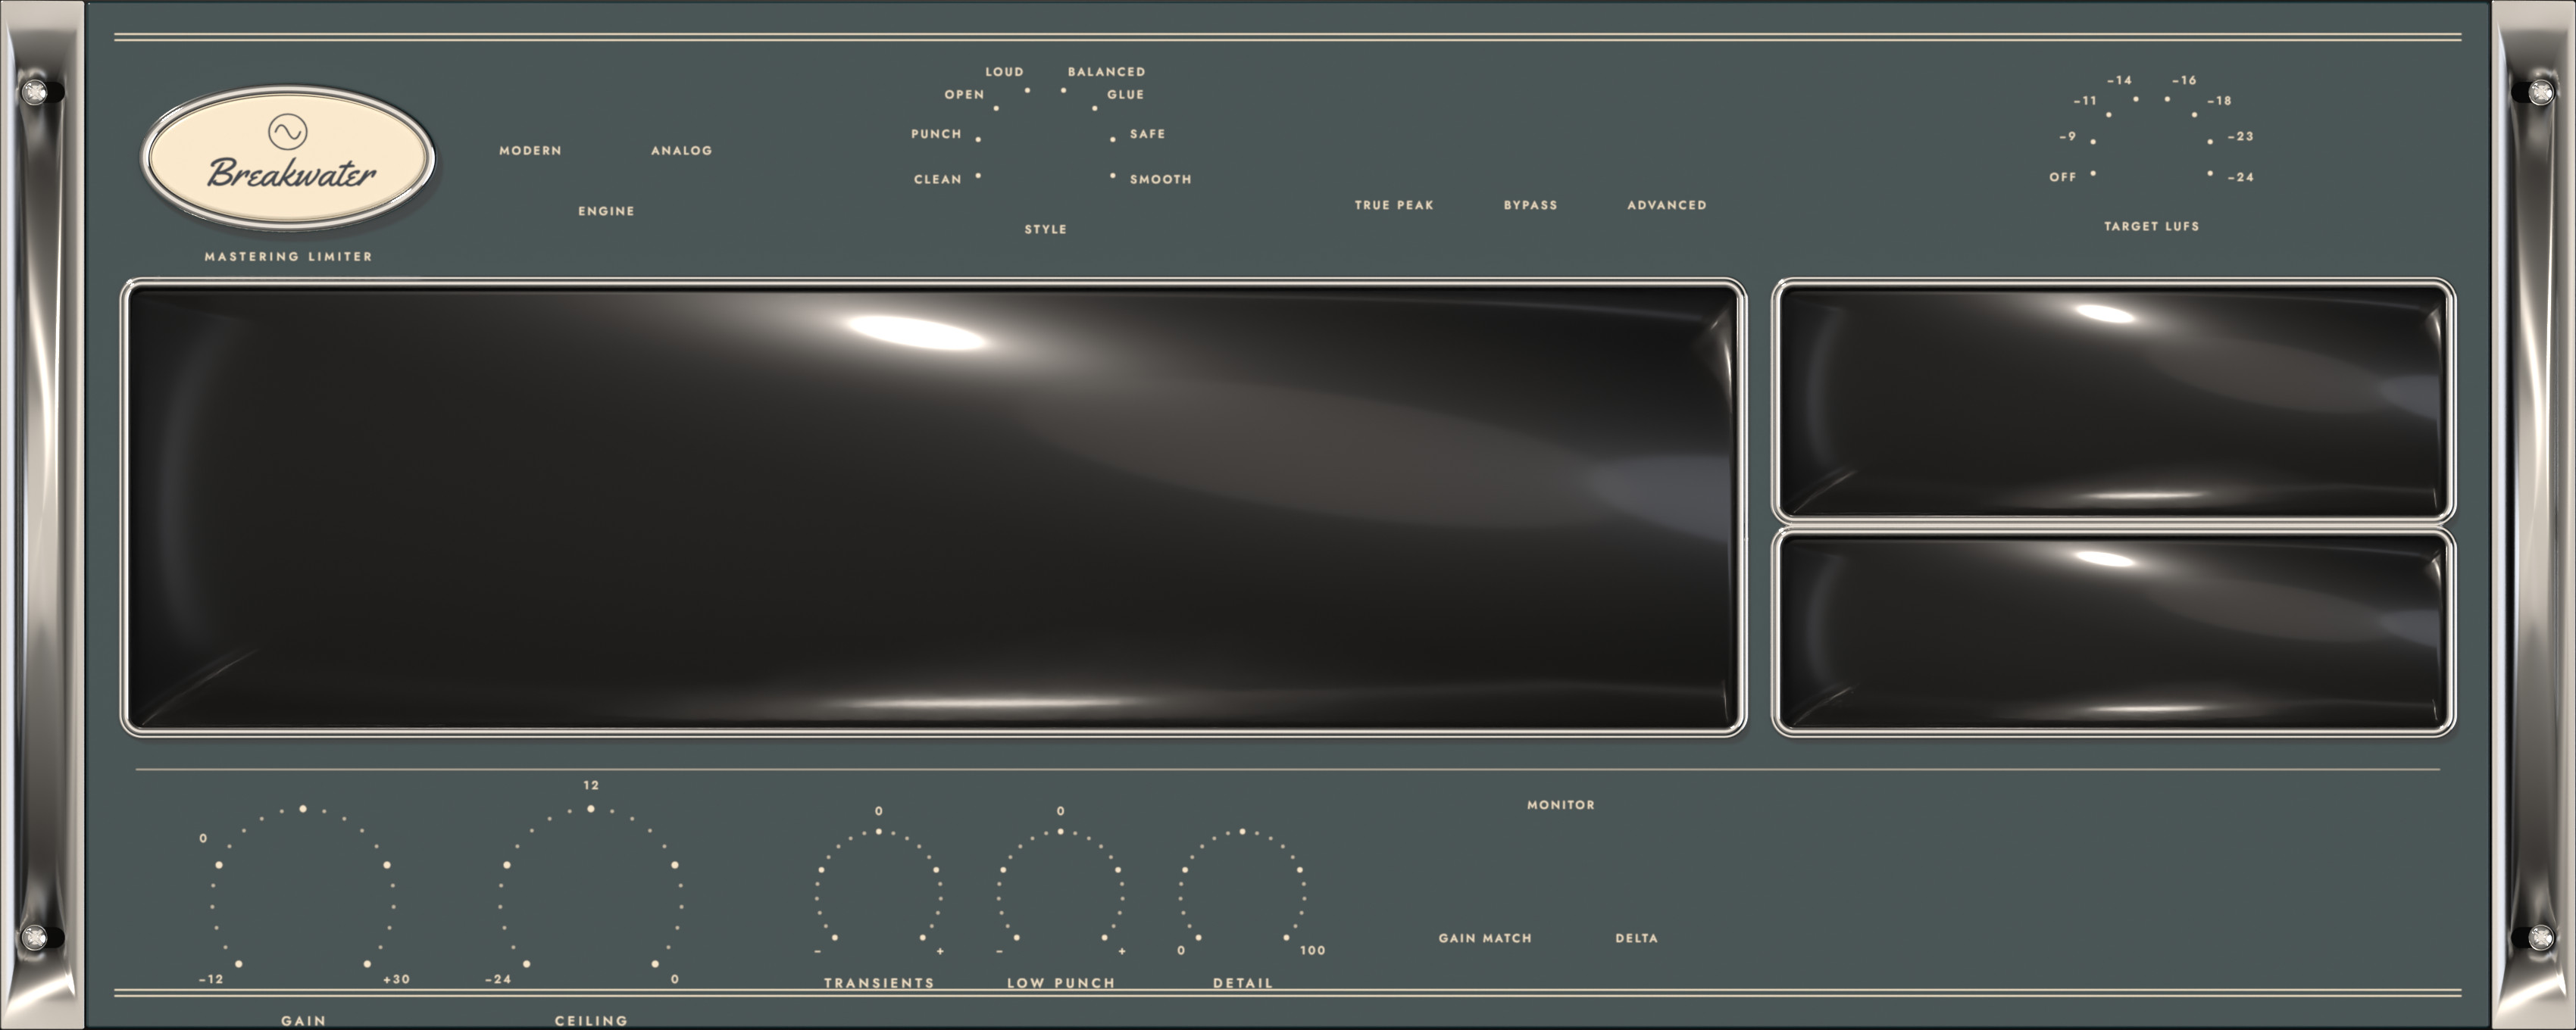 LOUD BALANCED
OPEN GLUE
PUNCH SAFE
CLEAN SMOOTH
STYLE
-14 -16
-11 -18
-9 -23
OFF -24
TARGET LUFS
Breakwater
MASTERING LIMITER
MODERN ANALOG
ENGINE
TRUE PEAK BYPASS ADVANCED
0
-12 +30
GAIN
12
-24 0
CEILING
0
- +
TRANSIENTS
0
- +
LOW PUNCH
0 100
DETAIL
MONITOR
GAIN MATCH DELTA